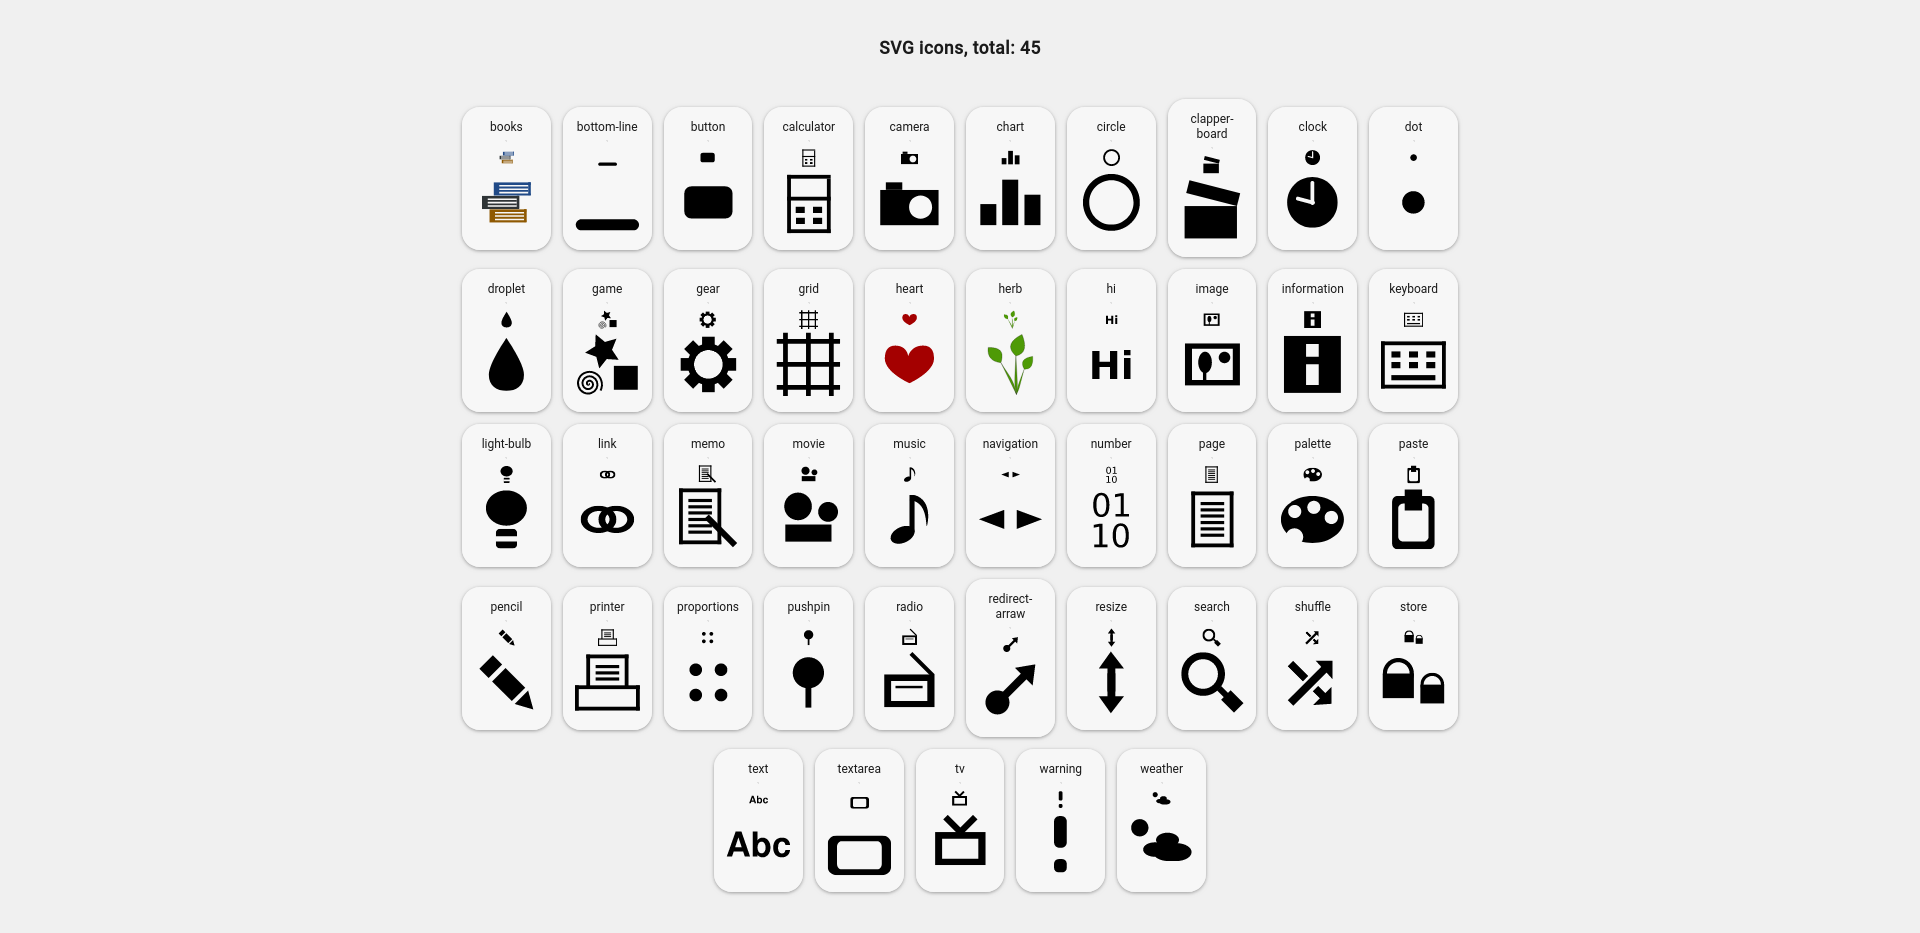 SVG icons, total: 45
books
bottom-line
button
calculator
camera
chart
circle
clapper-
board
clock
dot
droplet
game
gear
grid
heart
herb
hi
Hi
Hi
image
information
keyboard
light-bulb
link
memo
movie
music
navigation
number
01
10
01
10
page
palette
paste
pencil
printer
proportions
pushpin
radio
redirect-
arraw
resize
search
shuffle
store
text
Abc
Abc
textarea
tv
warning
weather